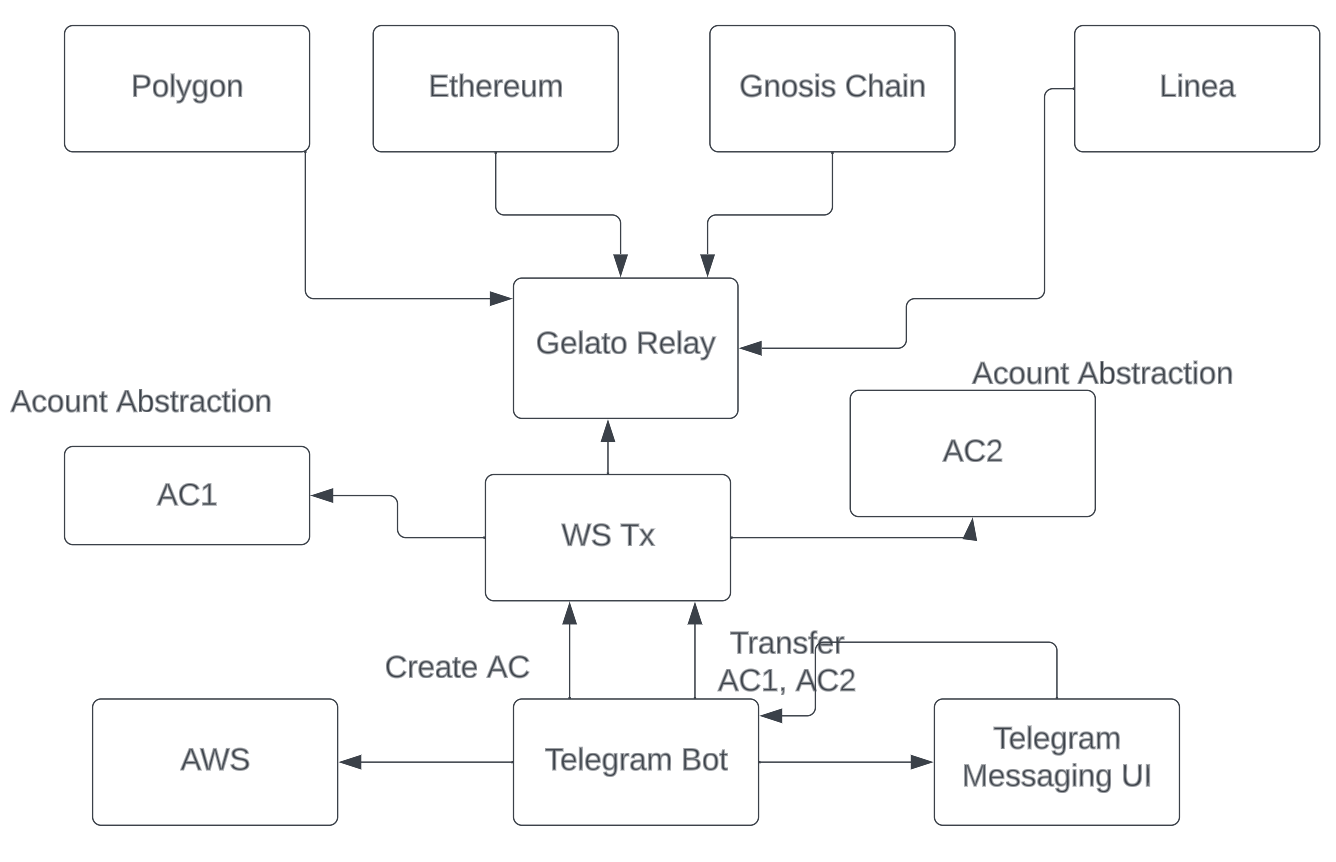 Polygon
Ethereum
Gnosis Chain
Linea
Gelato Relay
Acount Abstraction
Acount Abstraction
AC1
AC2
WS Tx
Create AC
Transfer
AC1, AC2
AWS
Telegram Bot
Telegram
Messaging UI